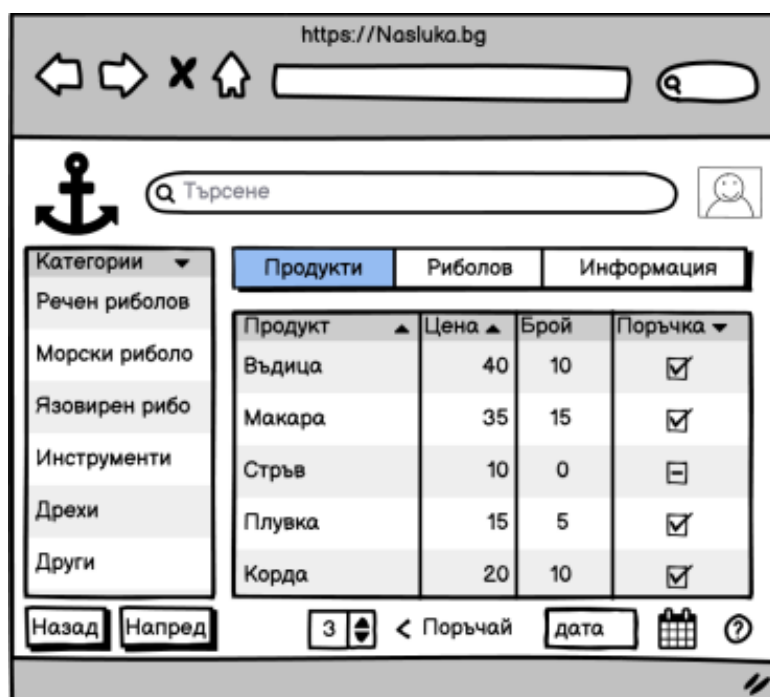 https://Nasluka.bg
Търсене
Категории
Речен риболов
Морски риболо
Язовирен рибо
Инструменти
Дрехи
Други
Продукти Риболов Информация
Продукт Цена Брой Поръчка
Въдица 40 10
Макара 35 15
Стръв 10 0
Плувка 15 5
Корда 20 10
Назад Напред 3 < Поръчай дата ?